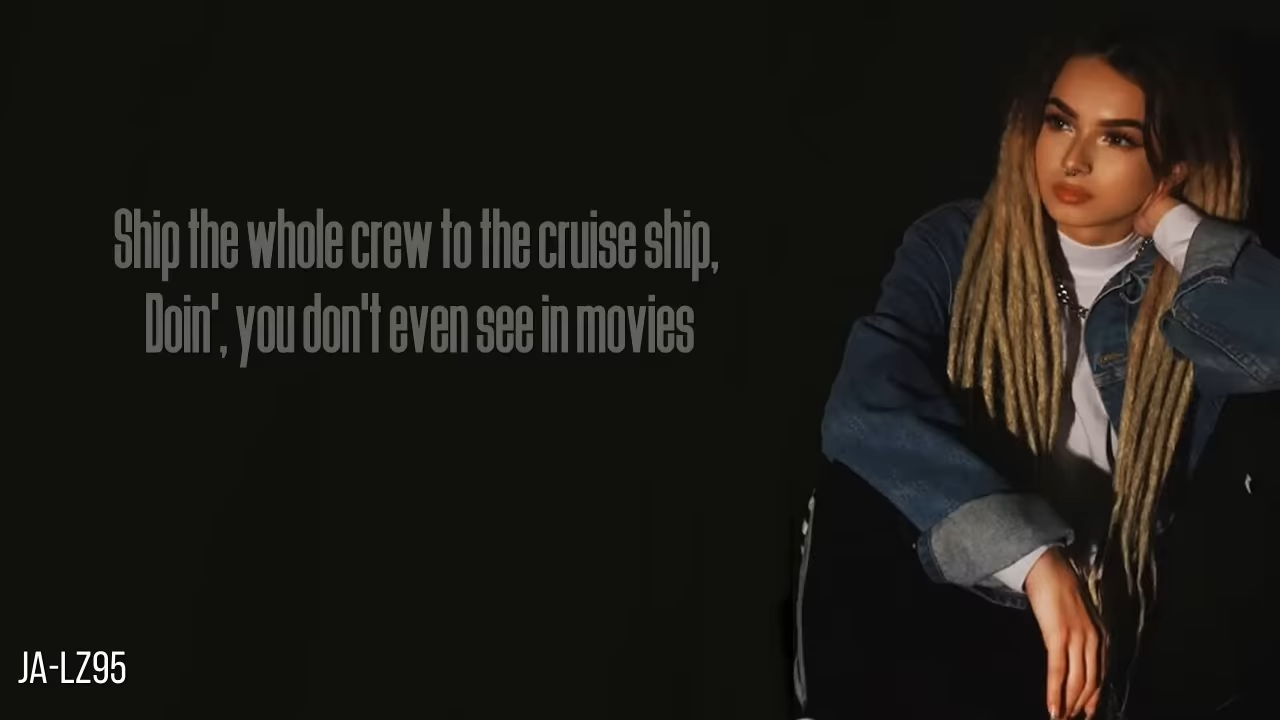 Ship the whole crew to the cruise ship,
Doin', you don't even see in movies
JA-LZ95